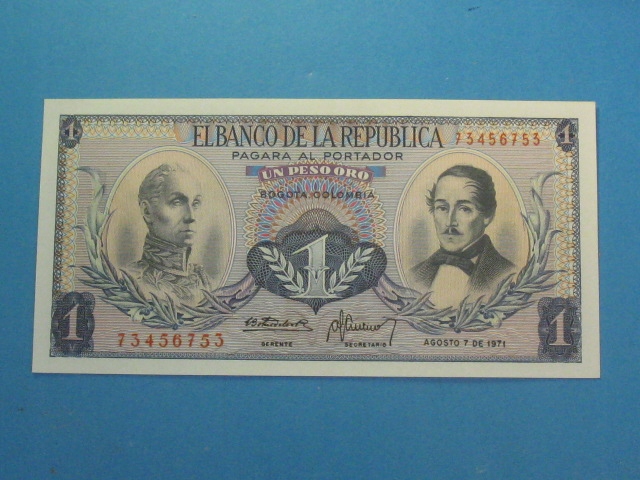 1 EL BANCO DE LA REPUBLICA 73456753 1
PAGARA AL PORTADOR
UN PESO ORO
BOGOTA COLOMBIA
1
1 73456753 GERENTE SECRETARIO AGOSTO 7 DE 1971 1